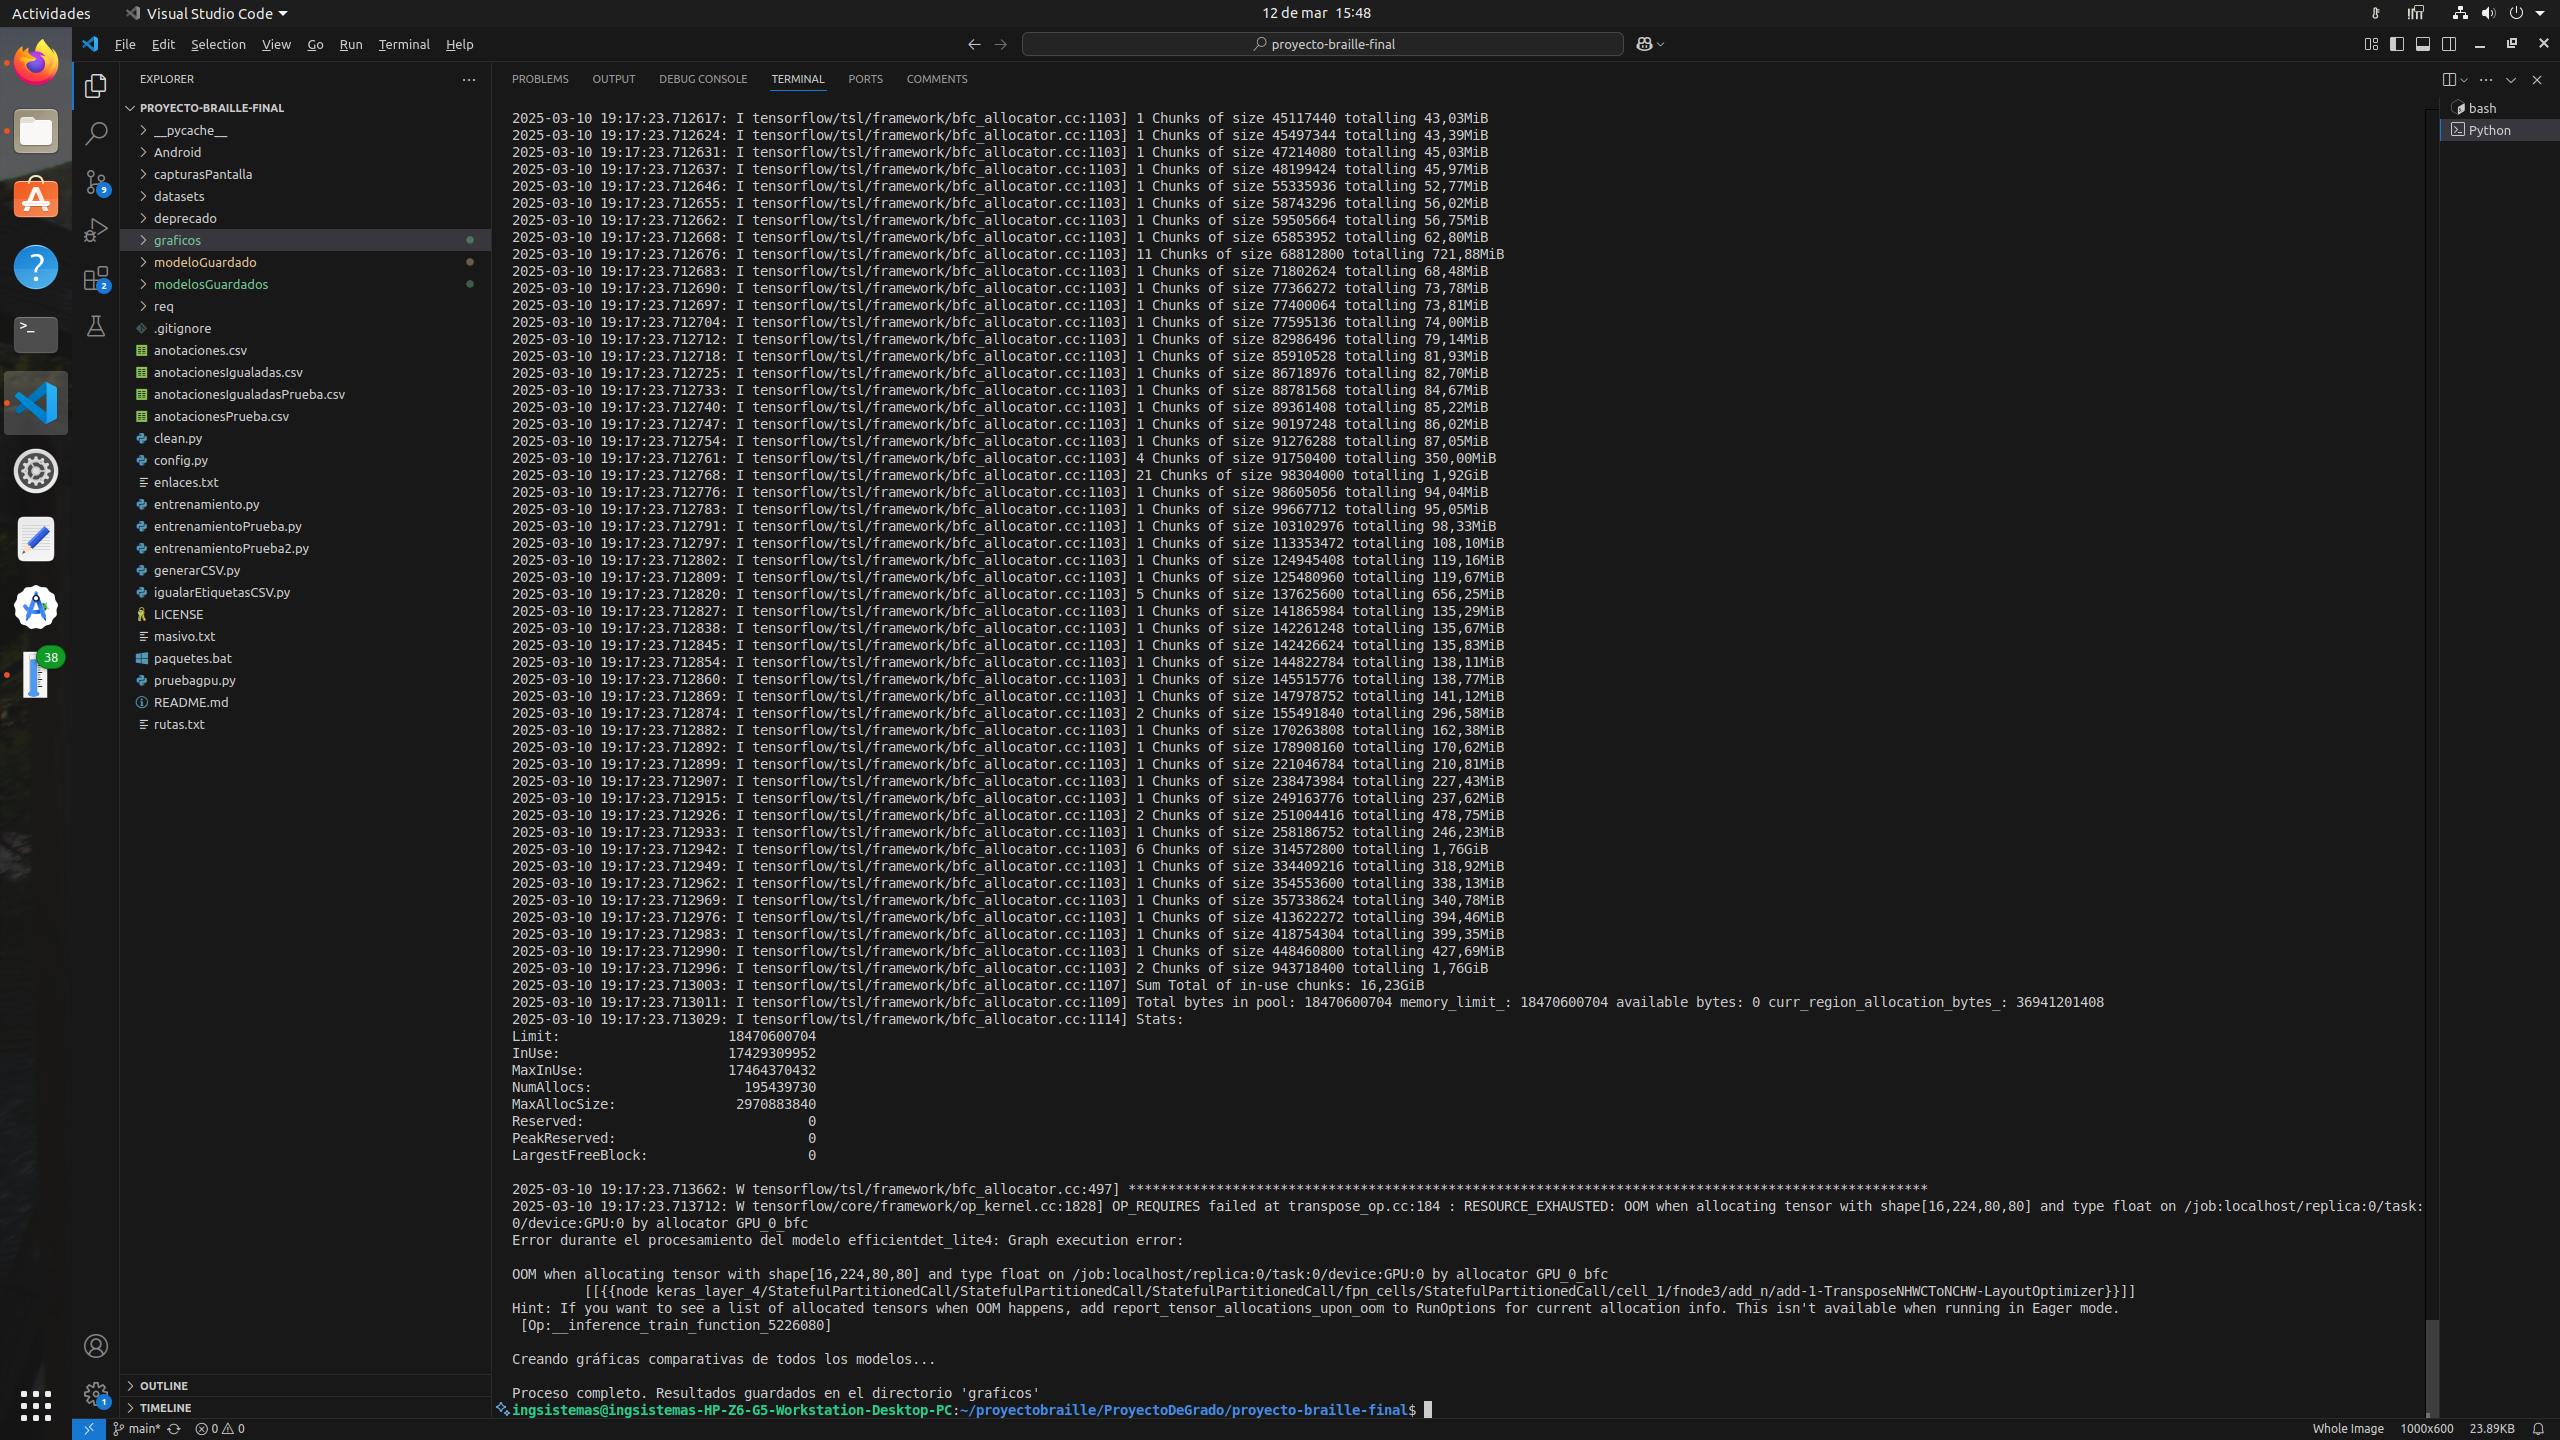 Actividades
Visual Studio Code
12 de mar 15:48
File Edit Selection View Go Run Terminal Help
proyecto-braille-final
EXPLORER
PROYECTO-BRAILLE-FINAL
__pycache__
Android
capturasPantalla
datasets
deprecado
graficos
modeloGuardado
modelosGuardados
req
.gitignore
anotaciones.csv
anotacionesIgualadas.csv
anotacionesIgualadasPrueba.csv
anotacionesPrueba.csv
clean.py
config.py
enlaces.txt
entrenamiento.py
entrenamientoPrueba.py
entrenamientoPrueba2.py
generarCSV.py
igualarEtiquetasCSV.py
LICENSE
masivo.txt
paquetes.bat
pruebagpu.py
README.md
rutas.txt
OUTLINE
TIMELINE
9
2
1
38
PROBLEMS OUTPUT DEBUG CONSOLE TERMINAL PORTS COMMENTS
bash
Python
2025-03-10 19:17:23.712617: I tensorflow/tsl/framework/bfc_allocator.cc:1103] 1 Chunks of size 45117440 totalling 43,03MiB
2025-03-10 19:17:23.712624: I tensorflow/tsl/framework/bfc_allocator.cc:1103] 1 Chunks of size 45497344 totalling 43,39MiB
2025-03-10 19:17:23.712631: I tensorflow/tsl/framework/bfc_allocator.cc:1103] 1 Chunks of size 47214080 totalling 45,03MiB
2025-03-10 19:17:23.712637: I tensorflow/tsl/framework/bfc_allocator.cc:1103] 1 Chunks of size 48199424 totalling 45,97MiB
2025-03-10 19:17:23.712646: I tensorflow/tsl/framework/bfc_allocator.cc:1103] 1 Chunks of size 55335936 totalling 52,77MiB
2025-03-10 19:17:23.712655: I tensorflow/tsl/framework/bfc_allocator.cc:1103] 1 Chunks of size 58743296 totalling 56,02MiB
2025-03-10 19:17:23.712662: I tensorflow/tsl/framework/bfc_allocator.cc:1103] 1 Chunks of size 59505664 totalling 56,75MiB
2025-03-10 19:17:23.712668: I tensorflow/tsl/framework/bfc_allocator.cc:1103] 1 Chunks of size 65853952 totalling 62,80MiB
2025-03-10 19:17:23.712676: I tensorflow/tsl/framework/bfc_allocator.cc:1103] 11 Chunks of size 68812800 totalling 721,88MiB
2025-03-10 19:17:23.712683: I tensorflow/tsl/framework/bfc_allocator.cc:1103] 1 Chunks of size 71802624 totalling 68,48MiB
2025-03-10 19:17:23.712690: I tensorflow/tsl/framework/bfc_allocator.cc:1103] 1 Chunks of size 77366272 totalling 73,78MiB
2025-03-10 19:17:23.712697: I tensorflow/tsl/framework/bfc_allocator.cc:1103] 1 Chunks of size 77400064 totalling 73,81MiB
2025-03-10 19:17:23.712704: I tensorflow/tsl/framework/bfc_allocator.cc:1103] 1 Chunks of size 77595136 totalling 74,00MiB
2025-03-10 19:17:23.712712: I tensorflow/tsl/framework/bfc_allocator.cc:1103] 1 Chunks of size 82986496 totalling 79,14MiB
2025-03-10 19:17:23.712718: I tensorflow/tsl/framework/bfc_allocator.cc:1103] 1 Chunks of size 85910528 totalling 81,93MiB
2025-03-10 19:17:23.712725: I tensorflow/tsl/framework/bfc_allocator.cc:1103] 1 Chunks of size 86718976 totalling 82,70MiB
2025-03-10 19:17:23.712733: I tensorflow/tsl/framework/bfc_allocator.cc:1103] 1 Chunks of size 88781568 totalling 84,67MiB
2025-03-10 19:17:23.712740: I tensorflow/tsl/framework/bfc_allocator.cc:1103] 1 Chunks of size 89361408 totalling 85,22MiB
2025-03-10 19:17:23.712747: I tensorflow/tsl/framework/bfc_allocator.cc:1103] 1 Chunks of size 90197248 totalling 86,02MiB
2025-03-10 19:17:23.712754: I tensorflow/tsl/framework/bfc_allocator.cc:1103] 1 Chunks of size 91276288 totalling 87,05MiB
2025-03-10 19:17:23.712761: I tensorflow/tsl/framework/bfc_allocator.cc:1103] 4 Chunks of size 91750400 totalling 350,00MiB
2025-03-10 19:17:23.712768: I tensorflow/tsl/framework/bfc_allocator.cc:1103] 21 Chunks of size 98304000 totalling 1,92GiB
2025-03-10 19:17:23.712776: I tensorflow/tsl/framework/bfc_allocator.cc:1103] 1 Chunks of size 98605056 totalling 94,04MiB
2025-03-10 19:17:23.712783: I tensorflow/tsl/framework/bfc_allocator.cc:1103] 1 Chunks of size 99667712 totalling 95,05MiB
2025-03-10 19:17:23.712791: I tensorflow/tsl/framework/bfc_allocator.cc:1103] 1 Chunks of size 103102976 totalling 98,33MiB
2025-03-10 19:17:23.712797: I tensorflow/tsl/framework/bfc_allocator.cc:1103] 1 Chunks of size 113353472 totalling 108,10MiB
2025-03-10 19:17:23.712802: I tensorflow/tsl/framework/bfc_allocator.cc:1103] 1 Chunks of size 124945408 totalling 119,16MiB
2025-03-10 19:17:23.712809: I tensorflow/tsl/framework/bfc_allocator.cc:1103] 1 Chunks of size 125480960 totalling 119,67MiB
2025-03-10 19:17:23.712820: I tensorflow/tsl/framework/bfc_allocator.cc:1103] 5 Chunks of size 137625600 totalling 656,25MiB
2025-03-10 19:17:23.712827: I tensorflow/tsl/framework/bfc_allocator.cc:1103] 1 Chunks of size 141865984 totalling 135,29MiB
2025-03-10 19:17:23.712838: I tensorflow/tsl/framework/bfc_allocator.cc:1103] 1 Chunks of size 142261248 totalling 135,67MiB
2025-03-10 19:17:23.712845: I tensorflow/tsl/framework/bfc_allocator.cc:1103] 1 Chunks of size 142426624 totalling 135,83MiB
2025-03-10 19:17:23.712854: I tensorflow/tsl/framework/bfc_allocator.cc:1103] 1 Chunks of size 144822784 totalling 138,11MiB
2025-03-10 19:17:23.712860: I tensorflow/tsl/framework/bfc_allocator.cc:1103] 1 Chunks of size 145515776 totalling 138,77MiB
2025-03-10 19:17:23.712869: I tensorflow/tsl/framework/bfc_allocator.cc:1103] 1 Chunks of size 147978752 totalling 141,12MiB
2025-03-10 19:17:23.712874: I tensorflow/tsl/framework/bfc_allocator.cc:1103] 2 Chunks of size 155491840 totalling 296,58MiB
2025-03-10 19:17:23.712882: I tensorflow/tsl/framework/bfc_allocator.cc:1103] 1 Chunks of size 170263808 totalling 162,38MiB
2025-03-10 19:17:23.712892: I tensorflow/tsl/framework/bfc_allocator.cc:1103] 1 Chunks of size 178908160 totalling 170,62MiB
2025-03-10 19:17:23.712899: I tensorflow/tsl/framework/bfc_allocator.cc:1103] 1 Chunks of size 221046784 totalling 210,81MiB
2025-03-10 19:17:23.712907: I tensorflow/tsl/framework/bfc_allocator.cc:1103] 1 Chunks of size 238473984 totalling 227,43MiB
2025-03-10 19:17:23.712915: I tensorflow/tsl/framework/bfc_allocator.cc:1103] 1 Chunks of size 249163776 totalling 237,62MiB
2025-03-10 19:17:23.712926: I tensorflow/tsl/framework/bfc_allocator.cc:1103] 2 Chunks of size 251004416 totalling 478,75MiB
2025-03-10 19:17:23.712933: I tensorflow/tsl/framework/bfc_allocator.cc:1103] 1 Chunks of size 258186752 totalling 246,23MiB
2025-03-10 19:17:23.712942: I tensorflow/tsl/framework/bfc_allocator.cc:1103] 6 Chunks of size 314572800 totalling 1,76GiB
2025-03-10 19:17:23.712949: I tensorflow/tsl/framework/bfc_allocator.cc:1103] 1 Chunks of size 334409216 totalling 318,92MiB
2025-03-10 19:17:23.712962: I tensorflow/tsl/framework/bfc_allocator.cc:1103] 1 Chunks of size 354553600 totalling 338,13MiB
2025-03-10 19:17:23.712969: I tensorflow/tsl/framework/bfc_allocator.cc:1103] 1 Chunks of size 357338624 totalling 340,78MiB
2025-03-10 19:17:23.712976: I tensorflow/tsl/framework/bfc_allocator.cc:1103] 1 Chunks of size 413622272 totalling 394,46MiB
2025-03-10 19:17:23.712983: I tensorflow/tsl/framework/bfc_allocator.cc:1103] 1 Chunks of size 418754304 totalling 399,35MiB
2025-03-10 19:17:23.712990: I tensorflow/tsl/framework/bfc_allocator.cc:1103] 1 Chunks of size 448460800 totalling 427,69MiB
2025-03-10 19:17:23.712996: I tensorflow/tsl/framework/bfc_allocator.cc:1103] 2 Chunks of size 943718400 totalling 1,76GiB
2025-03-10 19:17:23.713003: I tensorflow/tsl/framework/bfc_allocator.cc:1107] Sum Total of in-use chunks: 16,23GiB
2025-03-10 19:17:23.713011: I tensorflow/tsl/framework/bfc_allocator.cc:1109] Total bytes in pool: 18470600704 memory_limit_: 18470600704 available bytes: 0 curr_region_allocation_bytes_: 36941201408
2025-03-10 19:17:23.713029: I tensorflow/tsl/framework/bfc_allocator.cc:1114] Stats:
Limit: 18470600704
InUse: 17429309952
MaxInUse: 17464370432
NumAllocs: 195439730
MaxAllocSize: 2970883840
Reserved: 0
PeakReserved: 0
LargestFreeBlock: 0
2025-03-10 19:17:23.713662: W tensorflow/tsl/framework/bfc_allocator.cc:497] ****************************************************************************************************
2025-03-10 19:17:23.713712: W tensorflow/core/framework/op_kernel.cc:1828] OP_REQUIRES failed at transpose_op.cc:184 : RESOURCE_EXHAUSTED: OOM when allocating tensor with shape[16,224,80,80] and type float on /job:localhost/replica:0/task:
0/device:GPU:0 by allocator GPU_0_bfc
Error durante el procesamiento del modelo efficientdet_lite4: Graph execution error:
OOM when allocating tensor with shape[16,224,80,80] and type float on /job:localhost/replica:0/task:0/device:GPU:0 by allocator GPU_0_bfc
[[{{node keras_layer_4/StatefulPartitionedCall/StatefulPartitionedCall/StatefulPartitionedCall/fpn_cells/StatefulPartitionedCall/cell_1/fnode3/add_n/add-1-TransposeNHWCToNCHW-LayoutOptimizer}}]]
Hint: If you want to see a list of allocated tensors when OOM happens, add report_tensor_allocations_upon_oom to RunOptions for current allocation info. This isn't available when running in Eager mode.
[Op:__inference_train_function_5226080]
Creando gráficas comparativas de todos los modelos...
Proceso completo. Resultados guardados en el directorio 'graficos'
ingsistemas@ingsistemas-HP-Z6-G5-Workstation-Desktop-PC:~/proyectobraille/ProyectoDeGrado/proyecto-braille-final$
main* 0 0
Whole Image 1000x600 23.89KB